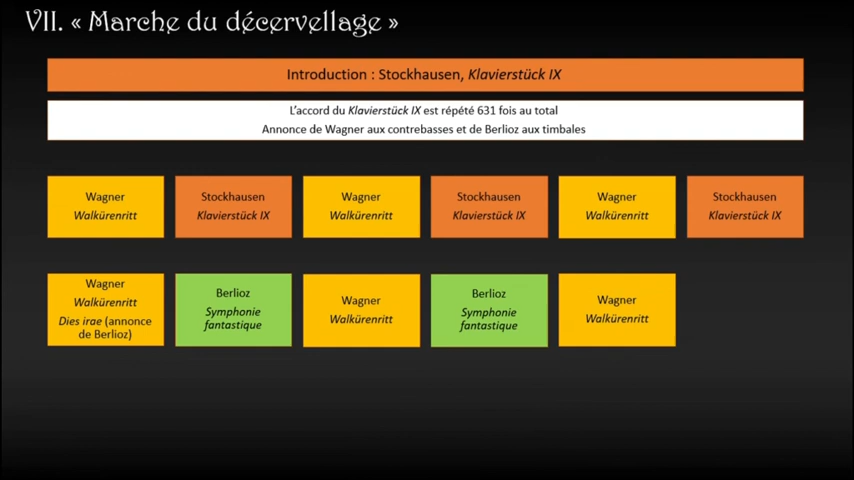 VII. « Marche du décervellage »
Introduction : Stockhausen, Klavierstück IX
L'accord du Klavierstück IX est répété 631 fois au total
Annonce de Wagner aux contrebasses et de Berlioz aux timbales
Wagner
Walkürenritt
Stockhausen
Klavierstück IX
Wagner
Walkürenritt
Stockhausen
Klavierstück IX
Wagner
Walkürenritt
Stockhausen
Klavierstück IX
Wagner
Walkürenritt
Dies irae (annonce
de Berlioz)
Berlioz
Symphonie
fantastique
Wagner
Walkürenritt
Berlioz
Symphonie
fantastique
Wagner
Walkürenritt